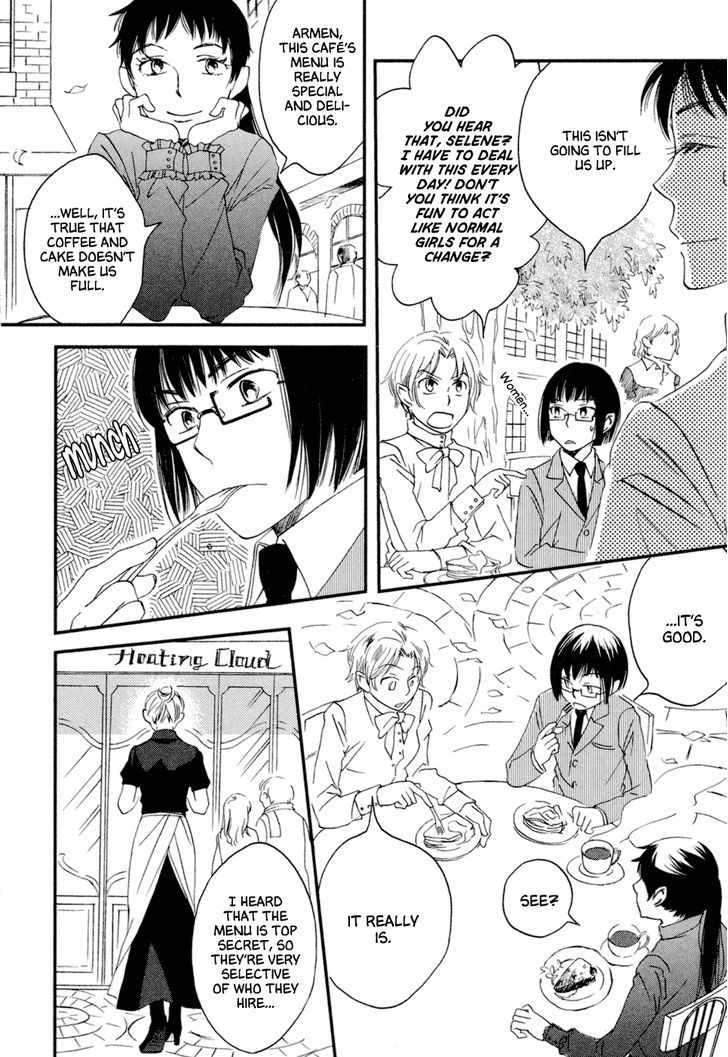 THIS ISN'T
GOING TO FILL
US UP.
DID
YOU HEAR
THAT, SELENE?
I HAVE TO DEAL
WITH THIS EVERY
DAY! DON'T
YOU THINK IT'S
FUN TO ACT
LIKE NORMAL
GIRLS FOR A
CHANGE?
Women...
ARMEN,
THIS CAFÉ'S
MENU IS
REALLY
SPECIAL
AND DELI-
CIOUS.
...WELL, IT'S
TRUE THAT
COFFEE AND
CAKE DOESN'T
MAKE US
FULL.
munch
...IT'S
GOOD.
IT REALLY
IS.
SEE?
Floating Cloud
I HEARD
THAT THE
MENU IS TOP
SECRET, SO
THEY'RE VERY
SELECTIVE
OF WHO THEY
HIRE...